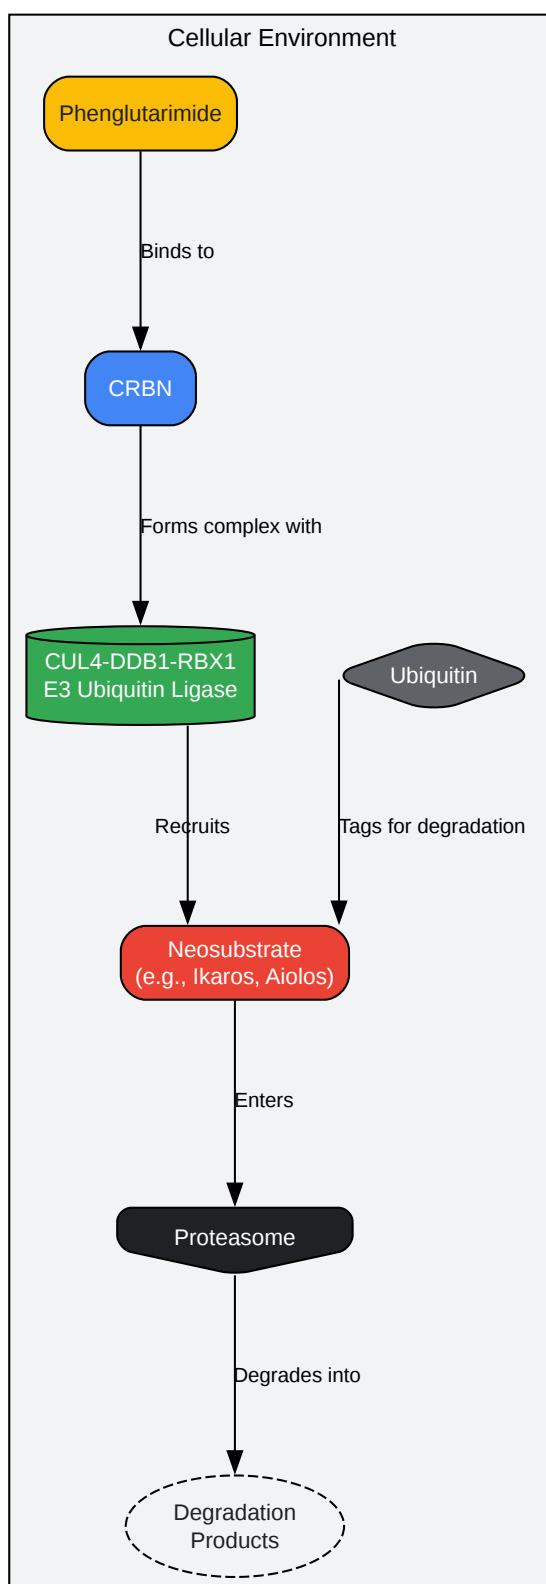 Cellular Environment
Phenglutarimide
Binds to
CRBN
Forms complex with
CUL4-DDB1-RBX1
E3 Ubiquitin Ligase
Ubiquitin
Recruits
Tags for degradation
Neosubstrate
(e.g., Ikaros, Aiolos)
Enters
Proteasome
Degrades into
Degradation
Products